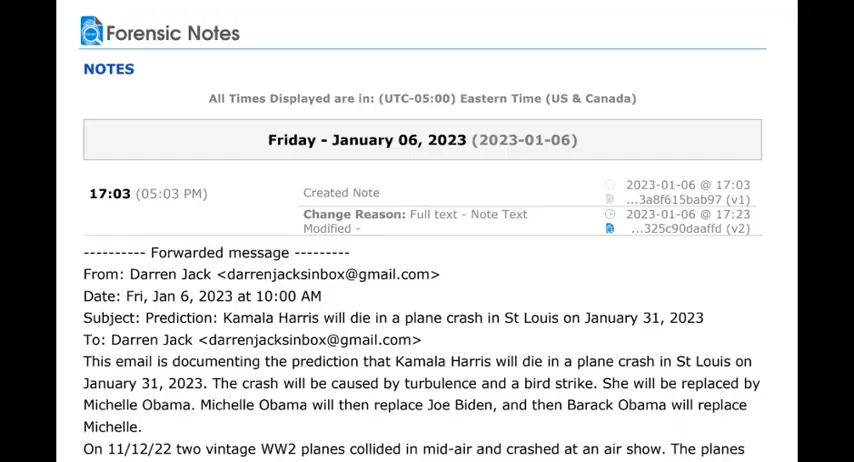 Forensic Notes
NOTES
All Times Displayed are in: (UTC-05:00) Eastern Time (US & Canada)
Friday - January 06, 2023 (2023-01-06)
17:03 (05:03 PM)
Created Note
2023-01-06 @ 17:03
...3a8f615bab97 (v1)
Change Reason: Full text - Note Text
Modified -
2023-01-06 @ 17:23
...325c90daaffd (v2)
---------- Forwarded message ---------
From: Darren Jack <darrenjacksinbox@gmail.com>
Date: Fri, Jan 6, 2023 at 10:00 AM
Subject: Prediction: Kamala Harris will die in a plane crash in St Louis on January 31, 2023
To: Darren Jack <darrenjacksinbox@gmail.com>
This email is documenting the prediction that Kamala Harris will die in a plane crash in St Louis on
January 31, 2023. The crash will be caused by turbulence and a bird strike. She will be replaced by
Michelle Obama. Michelle Obama will then replace Joe Biden, and then Barack Obama will replace
Michelle.
On 11/12/22 two vintage WW2 planes collided in mid-air and crashed at an air show. The planes